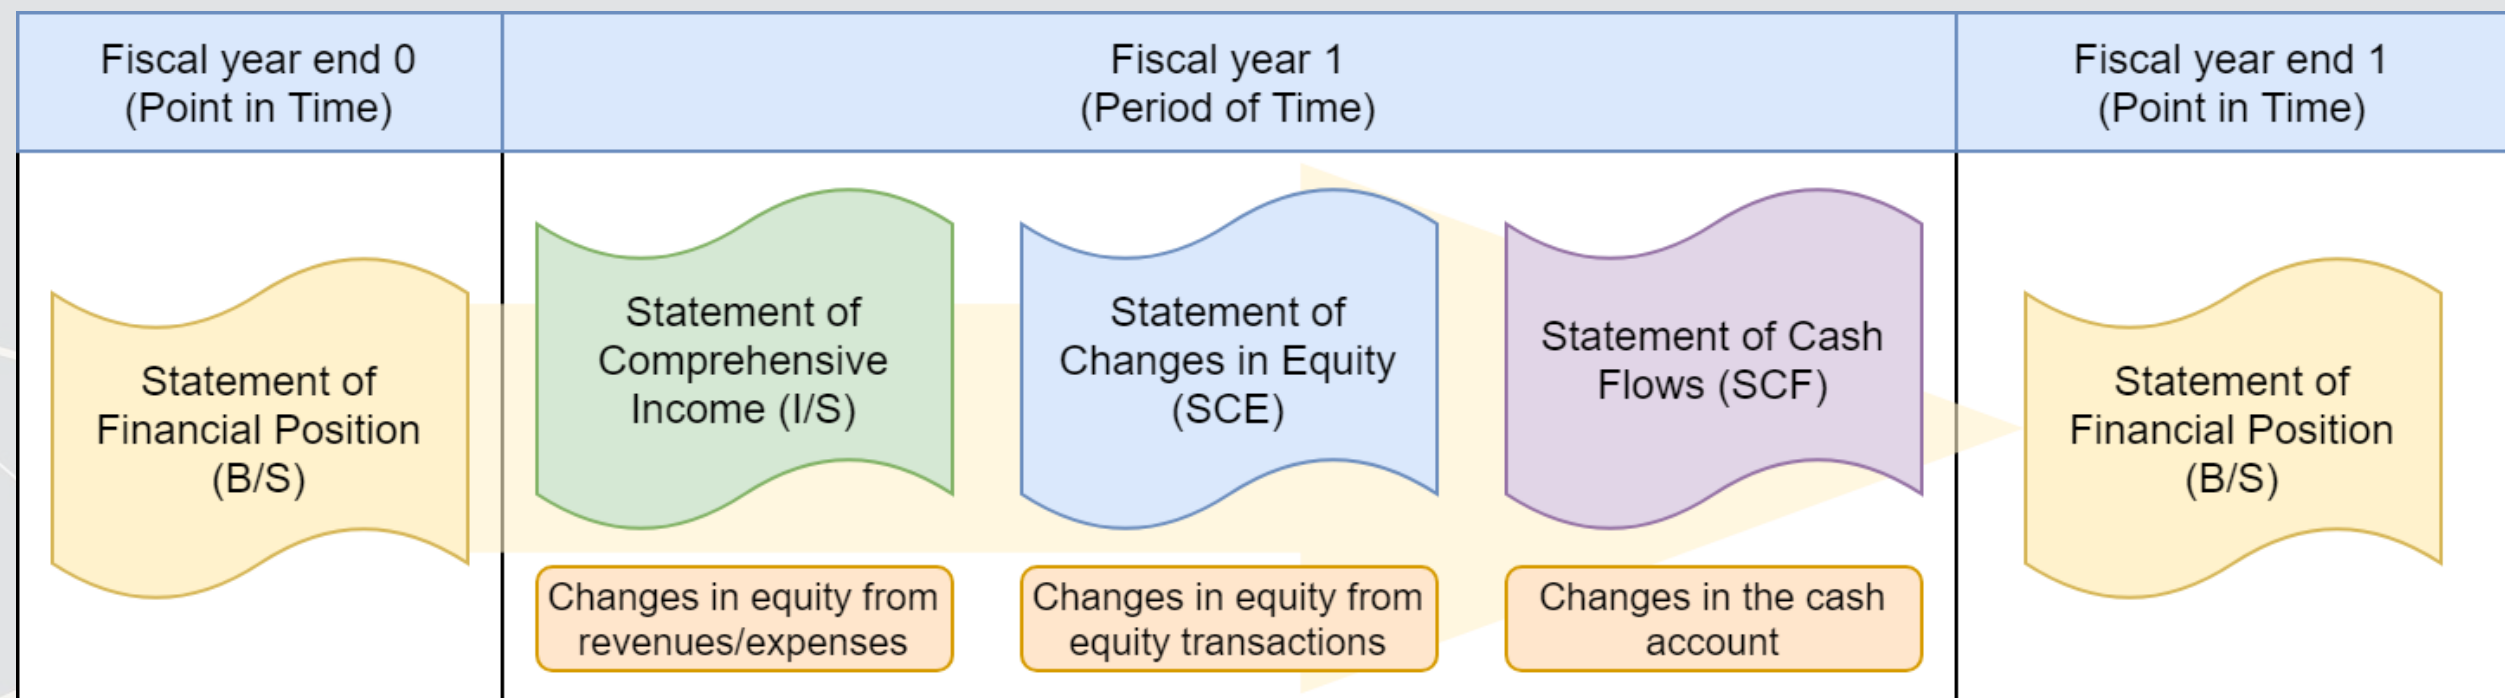 Fiscal year end 0
(Point in Time)
Fiscal year 1
(Period of Time)
Fiscal year end 1
(Point in Time)
Statement of
Financial Position
(B/S)
Statement of
Comprehensive
Income (I/S)
Statement of
Changes in Equity
(SCE)
Statement of Cash
Flows (SCF)
Statement of
Financial Position
(B/S)
Changes in equity from
revenues/expenses
Changes in equity from
equity transactions
Changes in the cash
account